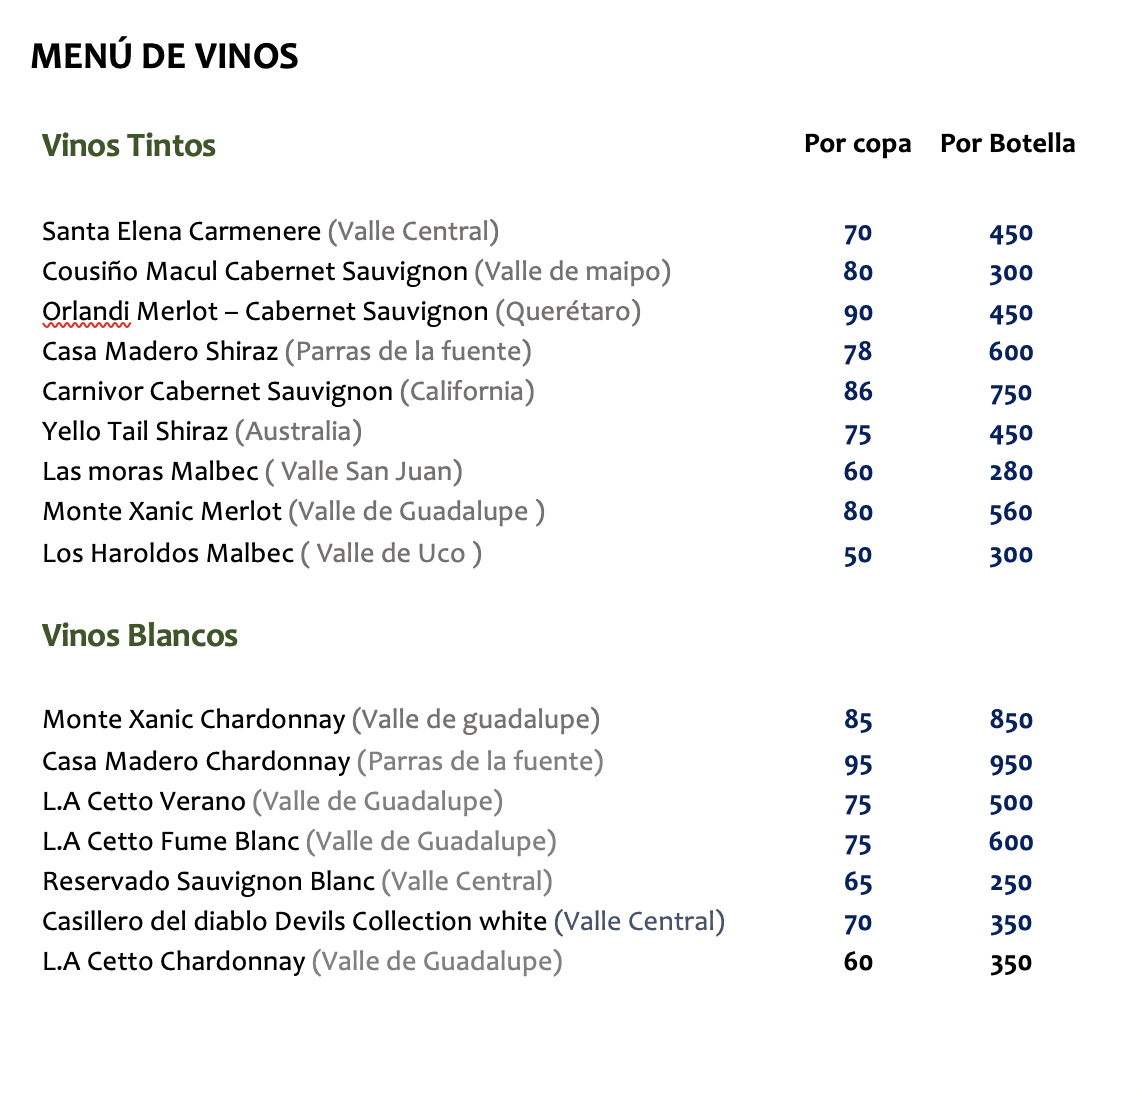 MENÚ DE VINOS
Vinos Tintos Por copa Por Botella
Santa Elena Carmenere (Valle Central) 70 450
Cousiño Macul Cabernet Sauvignon (Valle de maipo) 80 300
Orlandi Merlot – Cabernet Sauvignon (Querétaro) 90 450
Casa Madero Shiraz (Parras de la fuente) 78 600
Carnivor Cabernet Sauvignon (California) 86 750
Yello Tail Shiraz (Australia) 75 450
Las moras Malbec ( Valle San Juan) 60 280
Monte Xanic Merlot (Valle de Guadalupe ) 80 560
Los Haroldos Malbec ( Valle de Uco ) 50 300
Vinos Blancos
Monte Xanic Chardonnay (Valle de guadalupe) 85 850
Casa Madero Chardonnay (Parras de la fuente) 95 950
L.A Cetto Verano (Valle de Guadalupe) 75 500
L.A Cetto Fume Blanc (Valle de Guadalupe) 75 600
Reservado Sauvignon Blanc (Valle Central) 65 250
Casillero del diablo Devils Collection white (Valle Central) 70 350
L.A Cetto Chardonnay (Valle de Guadalupe) 60 350